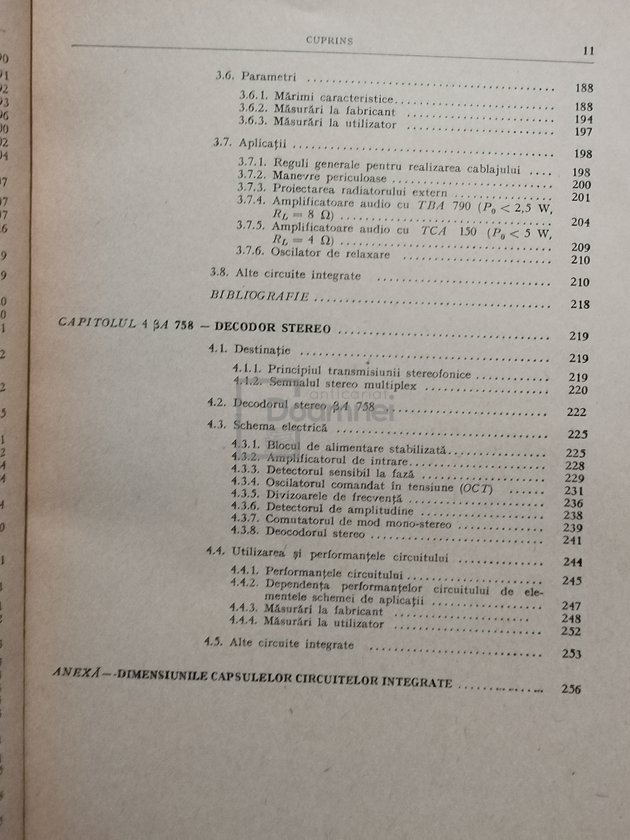 CUPRINS 11
3.6. Parametri 188
3.6.1. Mărimi caracteristice 188
3.6.2. Măsurări la fabricant 194
3.6.3. Măsurări la utilizator 197
3.7. Aplicații 198
3.7.1. Reguli generale pentru realizarea cablajului 198
3.7.2. Manevre periculoase 200
3.7.3. Proiectarea radiatorului extern 201
3.7.4. Amplificatoare audio cu TBA 790 (P₀ < 2,5 W,
R_L = 8 Ω) 204
3.7.5. Amplificatoare audio cu TCA 150 (P₀ < 5 W,
R_L = 4 Ω) 209
3.7.6. Oscilator de relaxare 210
3.8. Alte circuite integrate 210
BIBLIOGRAFIE 218
CAPITOLUL 4 βA 758 — DECODOR STEREO 219
4.1. Destinație 219
4.1.1. Principiul transmisiunii stereofonice 219
4.1.2. Semnalul stereo multiplex 220
4.2. Decodorul stereo βA 758 222
4.3. Schema electrică 225
4.3.1. Blocul de alimentare stabilizată 225
4.3.2. Amplificatorul de intrare 228
4.3.3. Detectorul sensibil la fază 229
4.3.4. Oscilatorul comandat în tensiune (OCT) 231
4.3.5. Divizoarele de frecvență 236
4.3.6. Detectorul de amplitudine 238
4.3.7. Comutatorul de mod mono-stereo 239
4.3.8. Deocodorul stereo 241
4.4. Utilizarea și performanțele circuitului 244
4.4.1. Performanțele circuitului 245
4.4.2. Dependența performanțelor circuitului de ele-
mentele schemei de aplicații 247
4.4.3. Măsurări la fabricant 248
4.4.4. Măsurări la utilizator 252
4.5. Alte circuite integrate 253
ANEXĂ — DIMENSIUNILE CAPSULELOR CIRCUITELOR INTEGRATE 256
anticariat
Doamnei